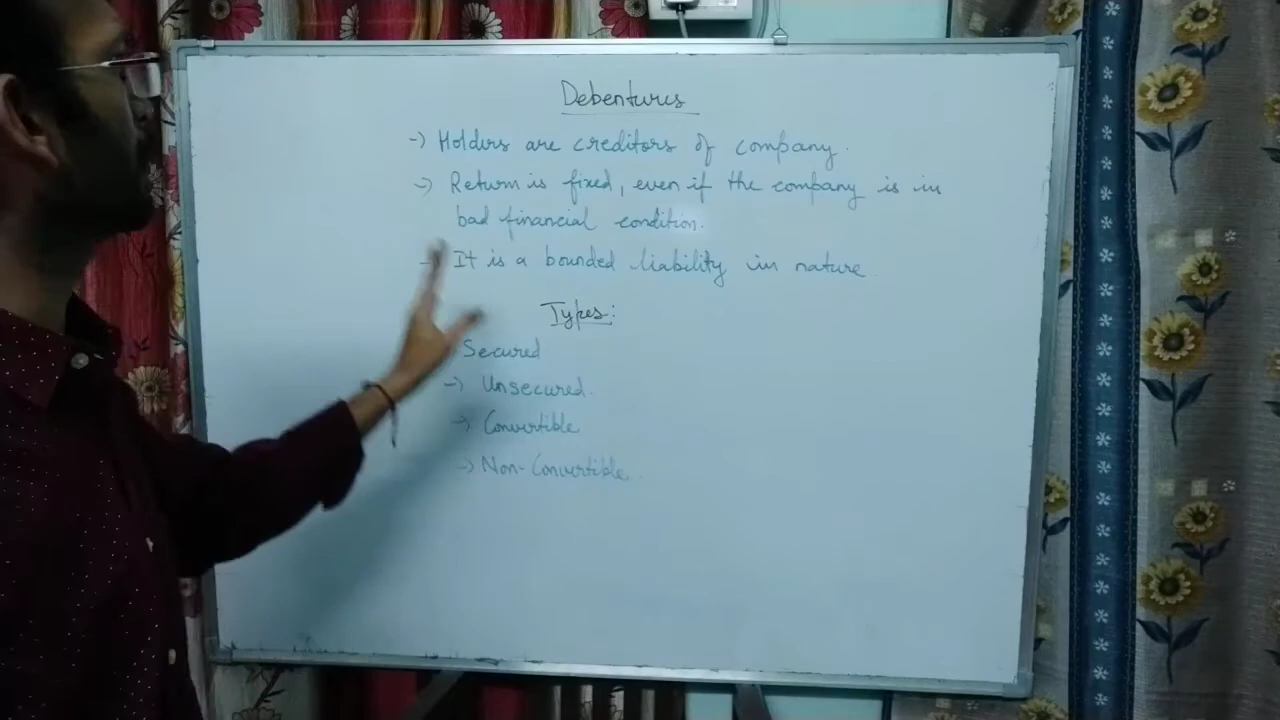 Debentures
-> Holders are creditors of company.
-> Return is fixed, even if the company is in
bad financial condition.
-> It is a bounded liability in nature.
Types:
Secured
-> Unsecured.
-> Convertible
-> Non-Convertible.